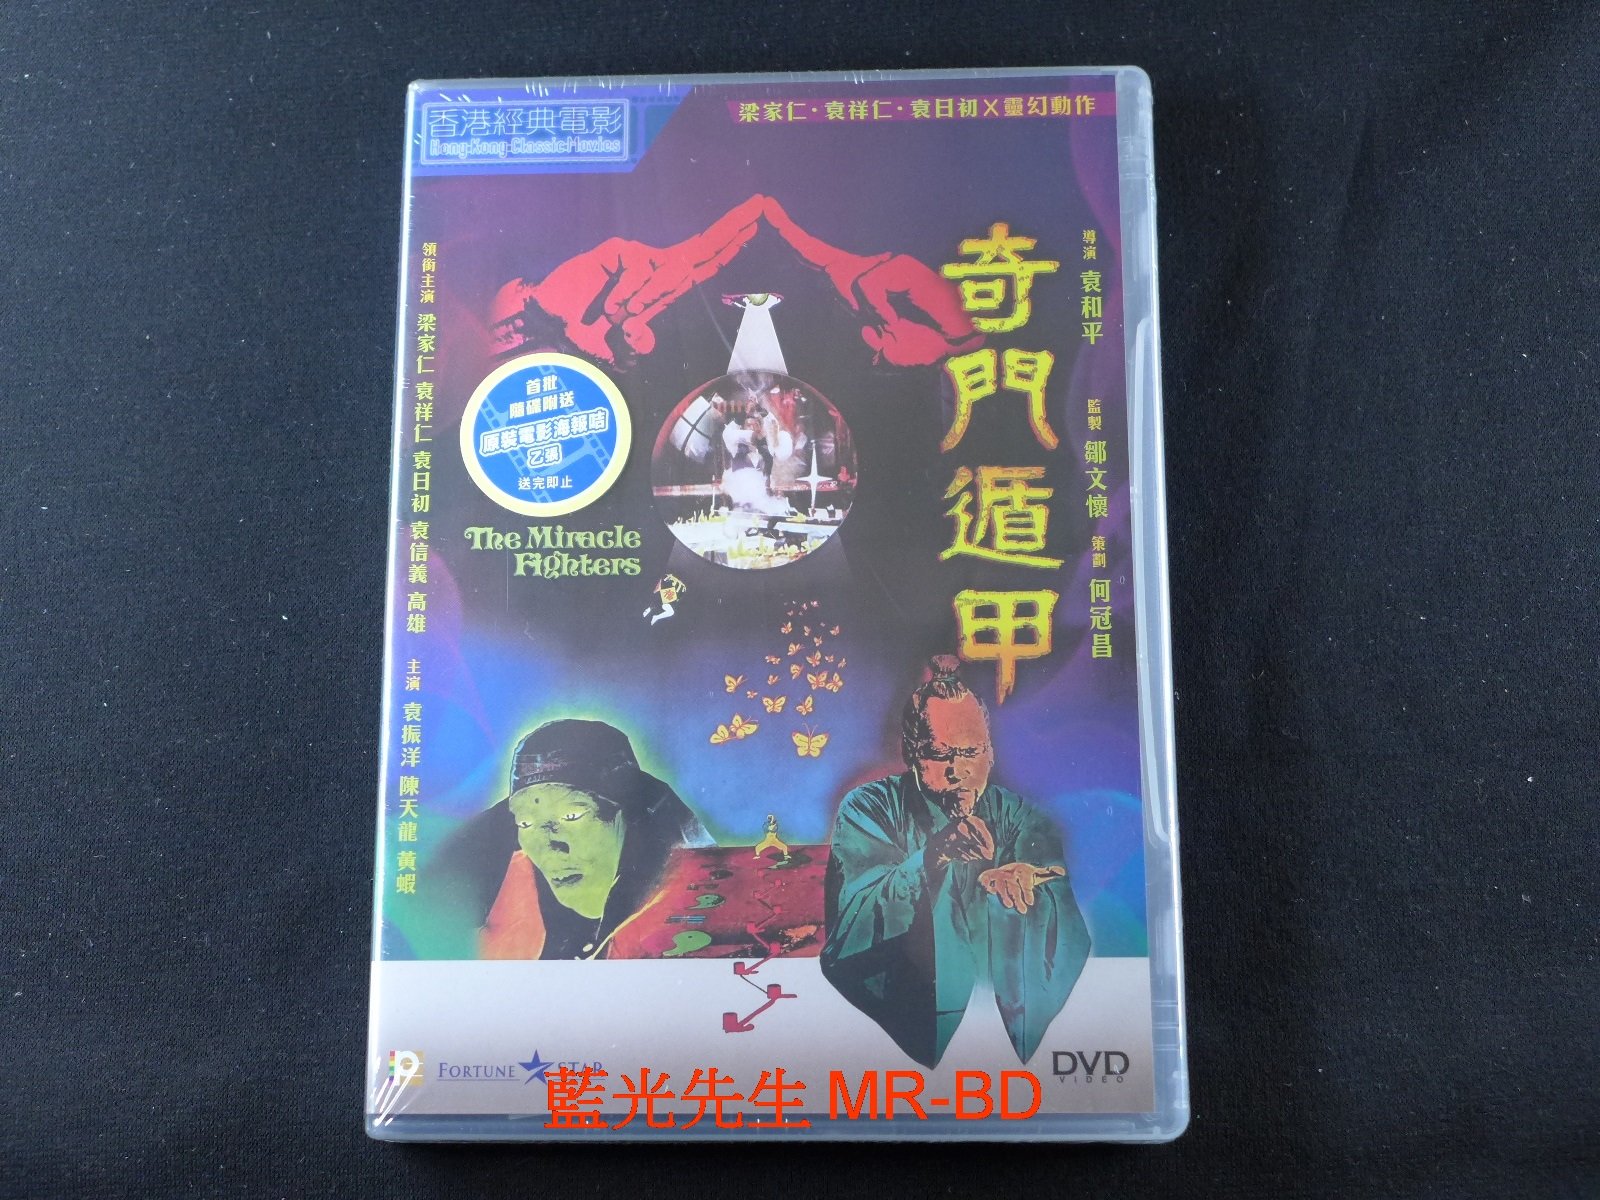 香港經典電影
Hong Kong Classic Movies
梁家仁・袁祥仁・袁日初X靈幻動作
奇門遁甲
導演 袁和平
監製 鄒文懷
策劃 何冠昌
領銜主演 梁家仁 袁祥仁 袁日初 袁信義 高雄
主演 袁振洋 陳天龍 黃蝦
首批
隨碟附送
原裝電影海報咭
乙張
送完即止
The Miracle
Fighters
FORTUNE STAR
DVD
VIDEO
藍光先生 MR-BD